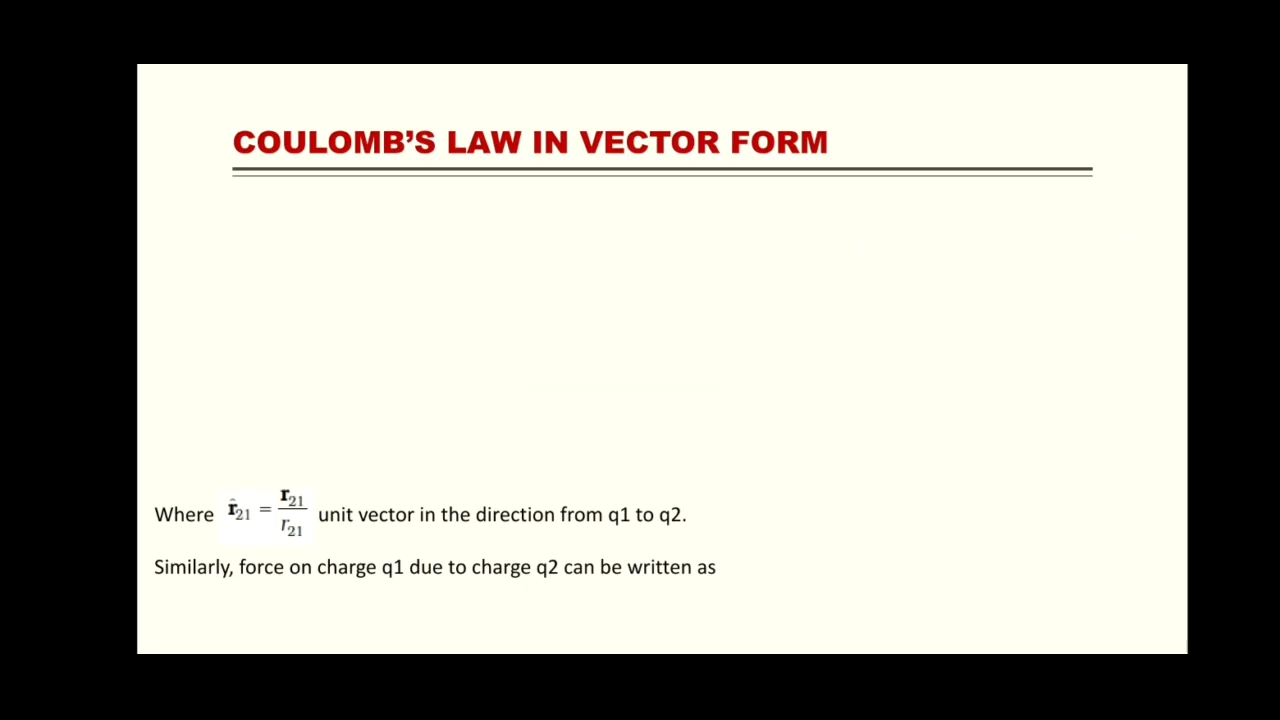 COULOMB’S LAW IN VECTOR FORM
Where r̂₂₁ = r₂₁ / r₂₁ unit vector in the direction from q1 to q2.
Similarly, force on charge q1 due to charge q2 can be written as